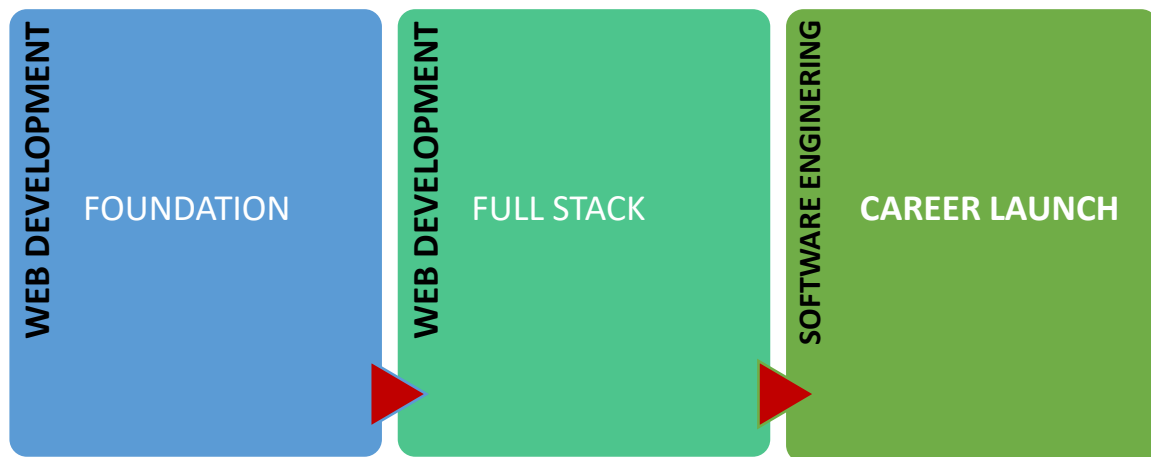 WEB DEVELOPMENT
FOUNDATION
WEB DEVELOPMENT
FULL STACK
SOFTWARE ENGINERING
CAREER LAUNCH